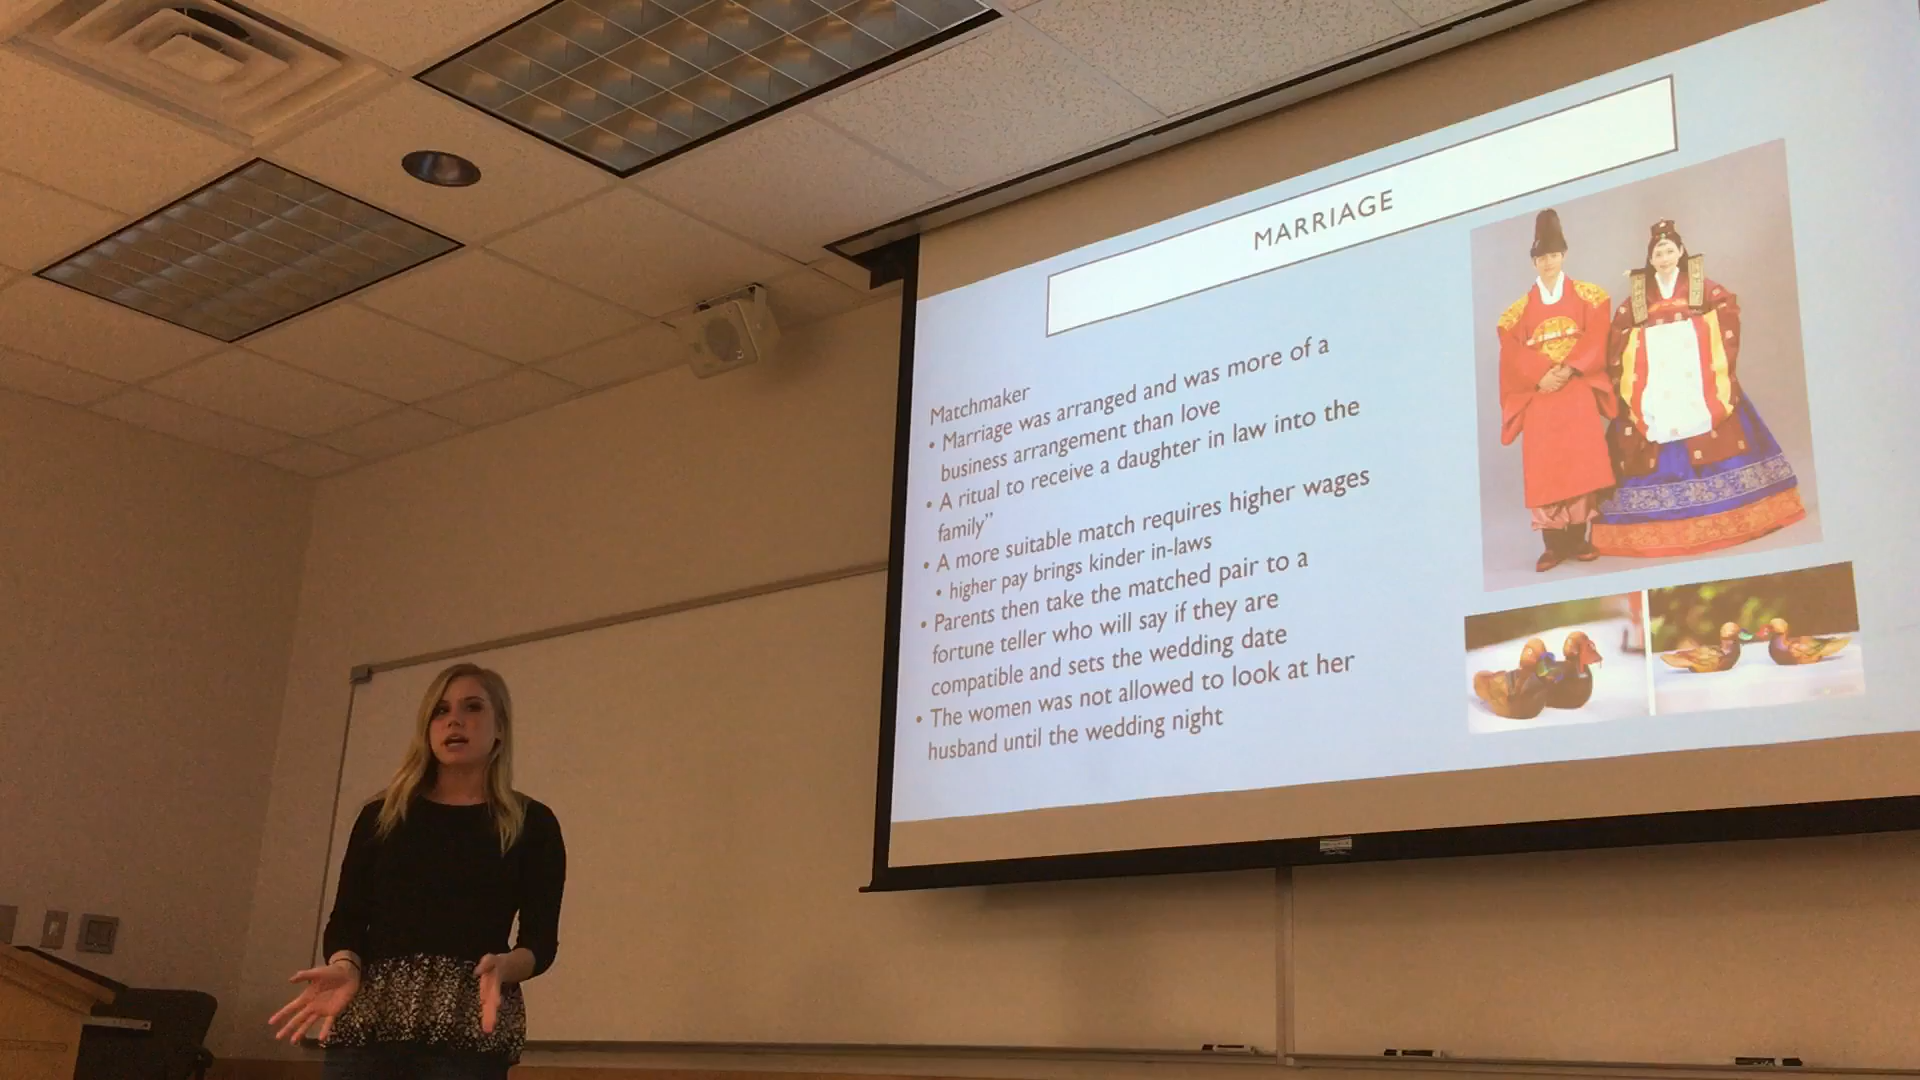 MARRIAGE
Matchmaker
• Marriage was arranged and was more of a
business arrangement than love
• A ritual to receive a daughter in law into the
family”
• A more suitable match requires higher wages
• higher pay brings kinder in-laws
• Parents then take the matched pair to a
fortune teller who will say if they are
compatible and sets the wedding date
• The women was not allowed to look at her
husband until the wedding night